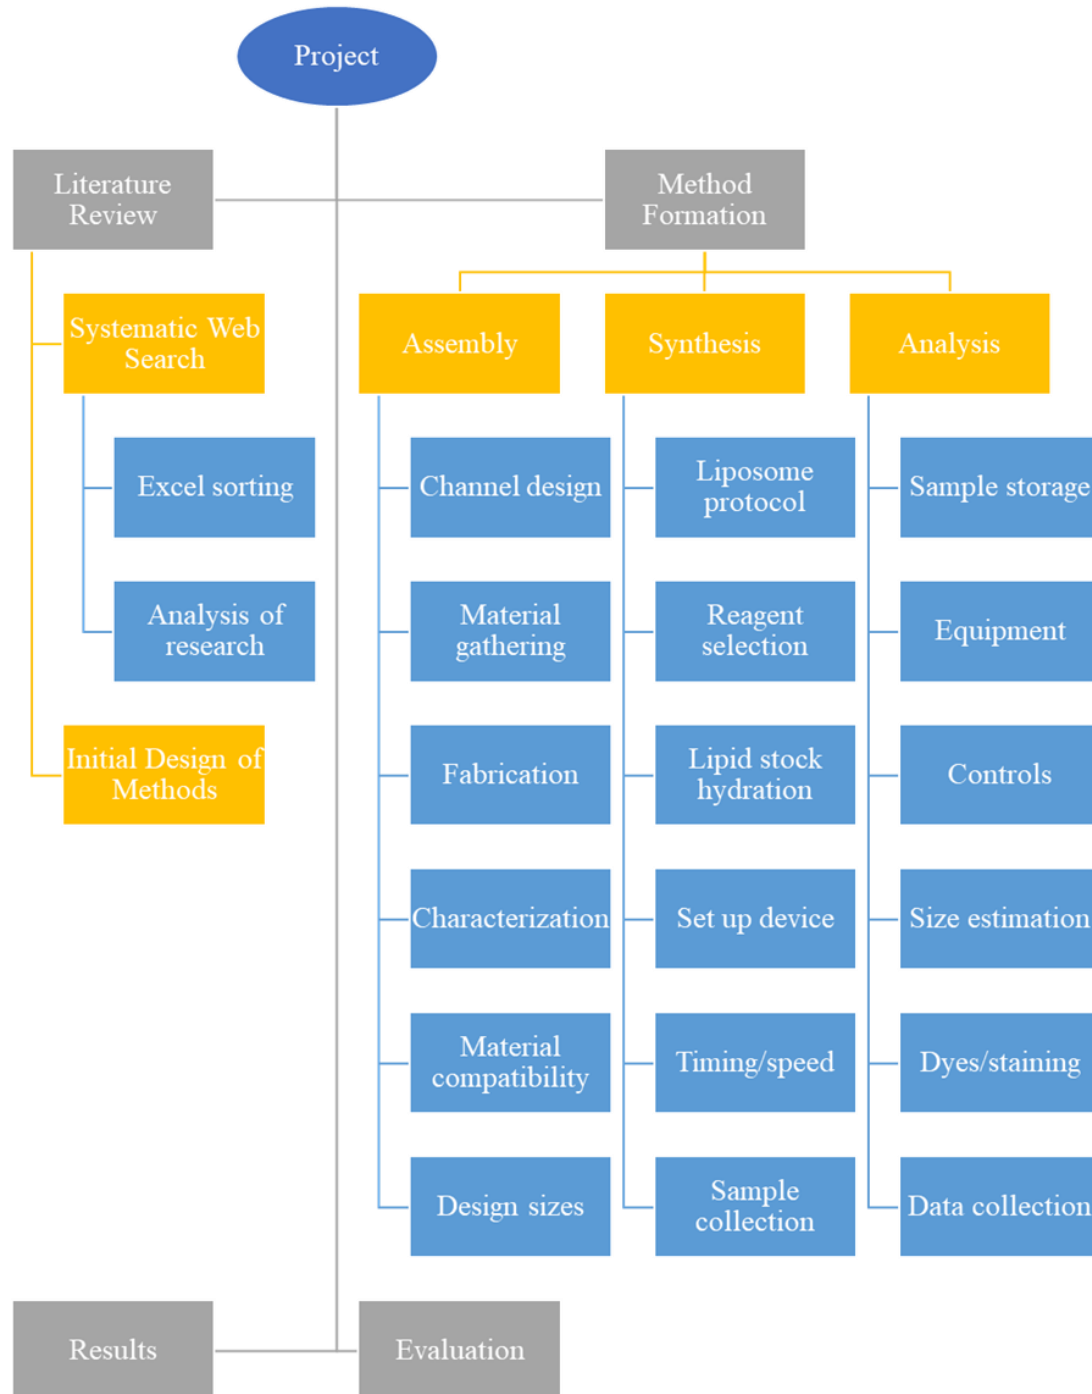 Project
Literature
Review
Method
Formation
Systematic Web
Search
Excel sorting
Analysis of
research
Initial Design of
Methods
Assembly
Channel design
Material
gathering
Fabrication
Characterization
Material
compatibility
Design sizes
Synthesis
Liposome
protocol
Reagent
selection
Lipid stock
hydration
Set up device
Timing/speed
Sample
collection
Analysis
Sample storage
Equipment
Controls
Size estimation
Dyes/staining
Data collection
Results
Evaluation